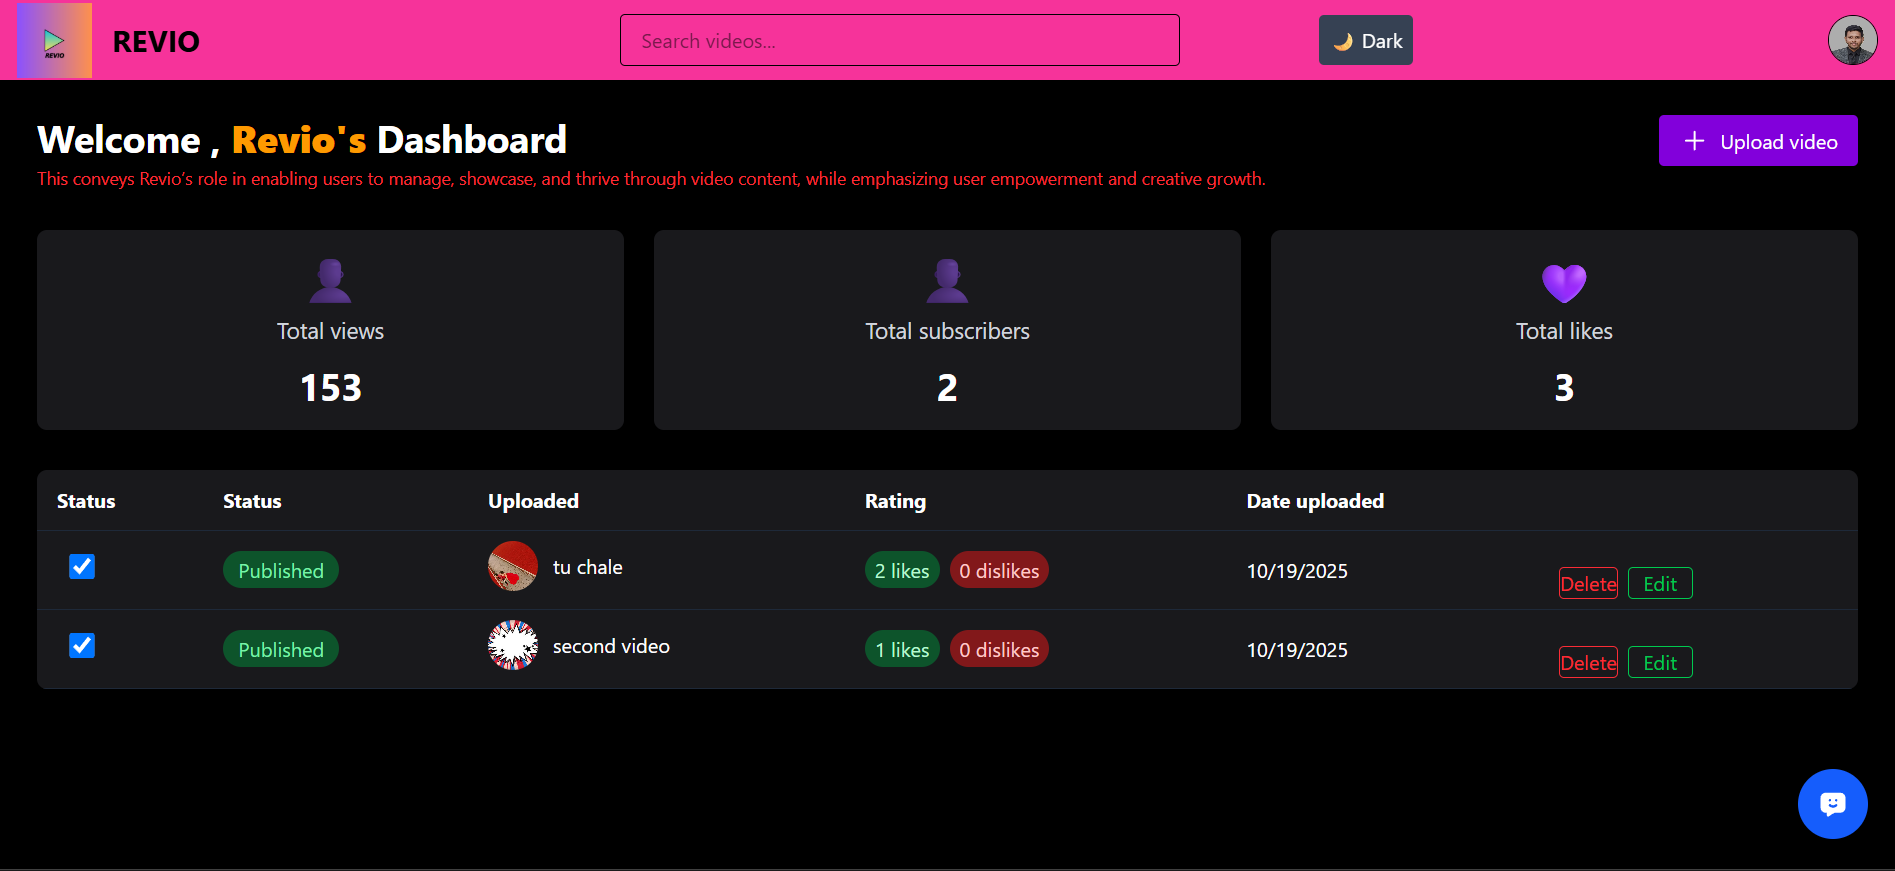 REVIO
REVIO
Search videos...
🌙 Dark
Welcome , Revio's Dashboard
Upload video
This conveys Revio’s role in enabling users to manage, showcase, and thrive through video content, while emphasizing user empowerment and creative growth.
Total views
153
Total subscribers
2
Total likes
3
Status Status Uploaded Rating Date uploaded
Published tu chale 2 likes 0 dislikes 10/19/2025 Delete Edit
Published second video 1 likes 0 dislikes 10/19/2025 Delete Edit